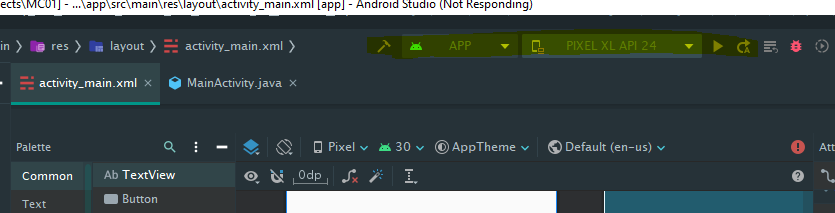 ects\MC01] - ...\app\src\main\res\layout\activity_main.xml [app] - Android Studio (Not Responding)
in res layout activity_main.xml APP PIXEL XL API 24
activity_main.xml MainActivity.java
Palette Pixel 30 AppTheme Default (en-us) Att
Common Ab TextView 0dp
Text Button